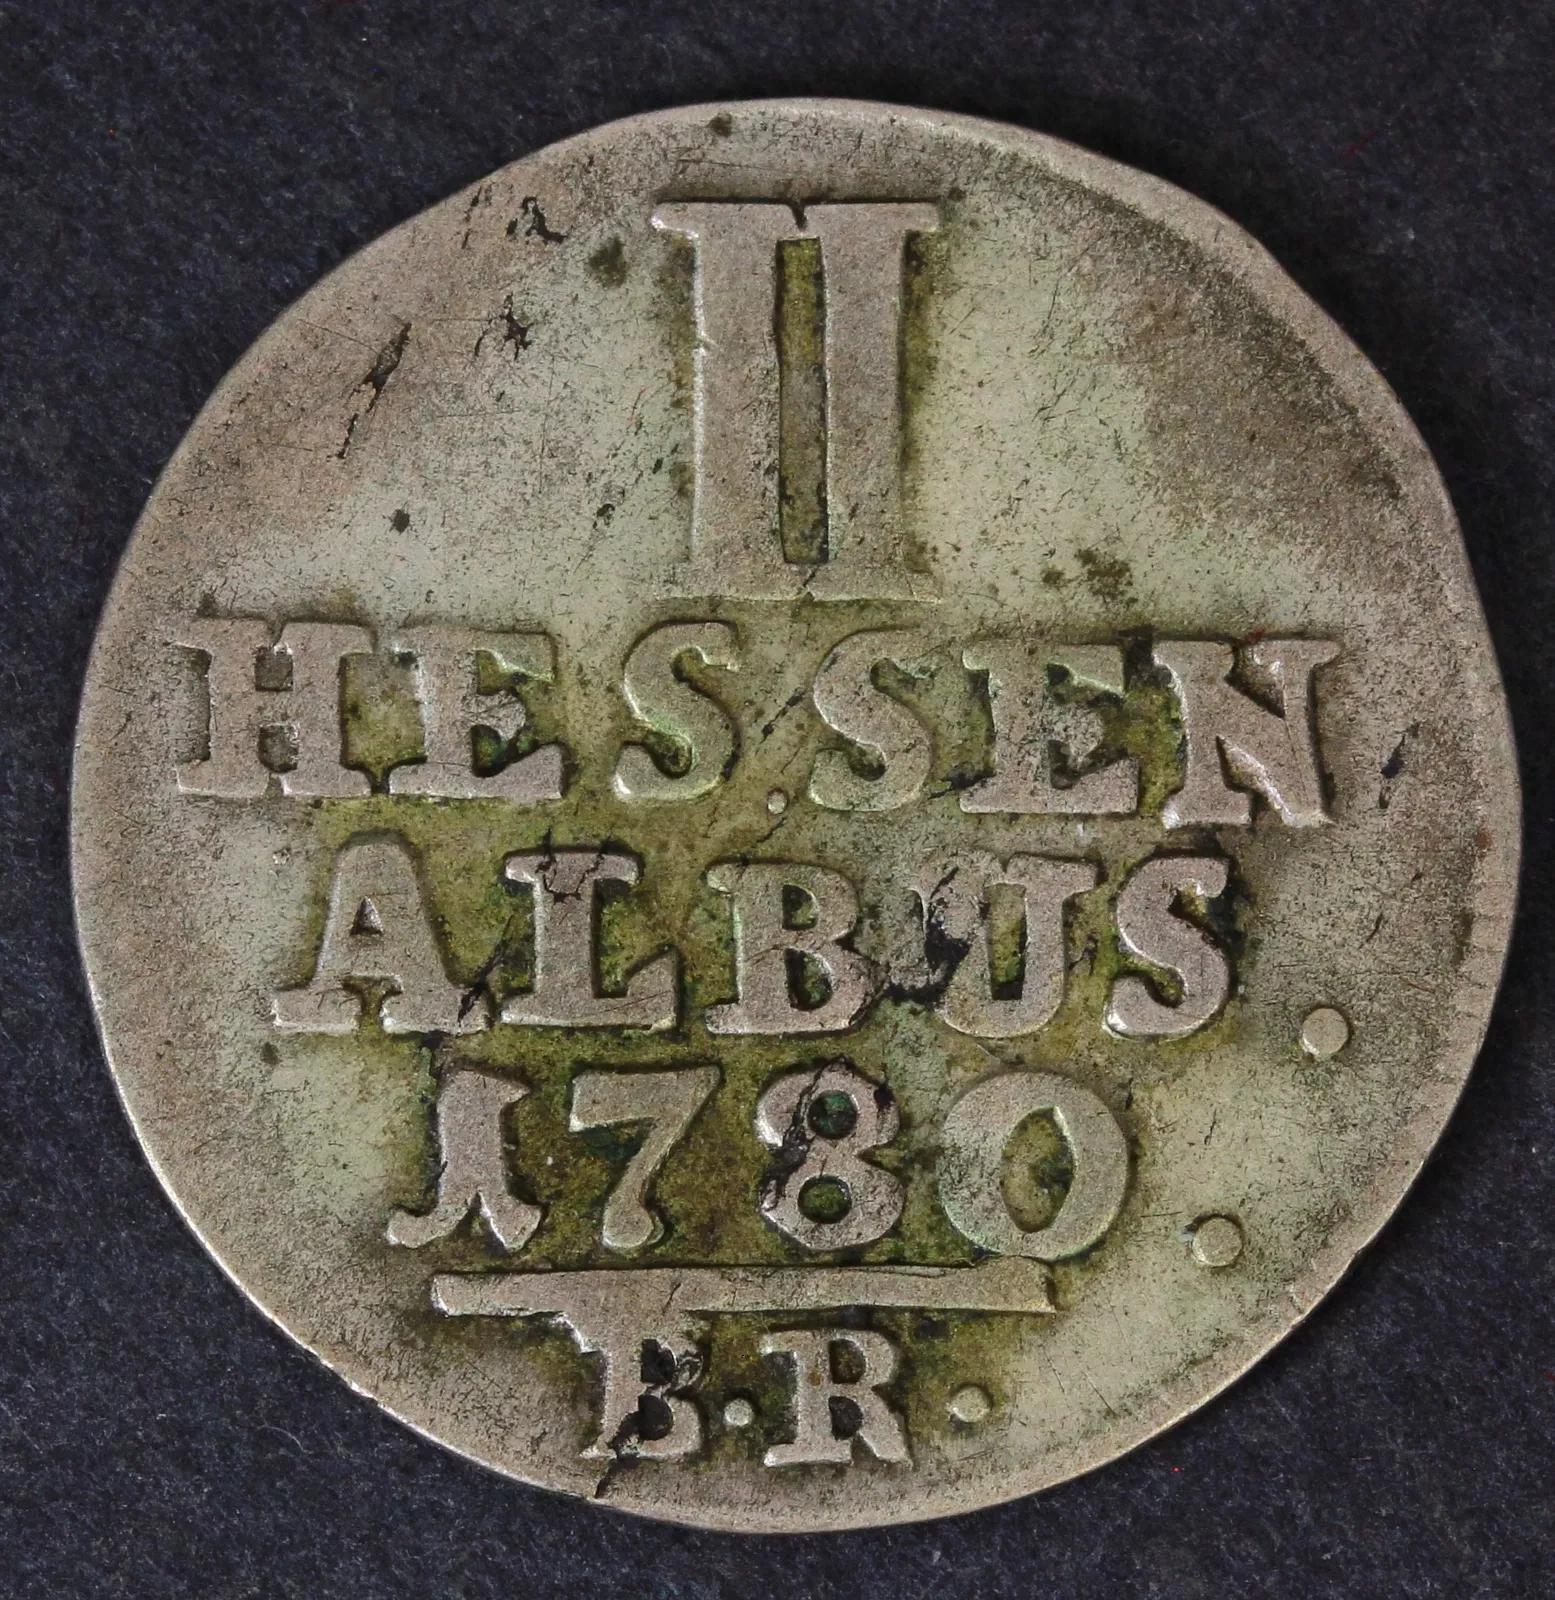 II
HESSEN
ALBUS.
1780.
B.R.